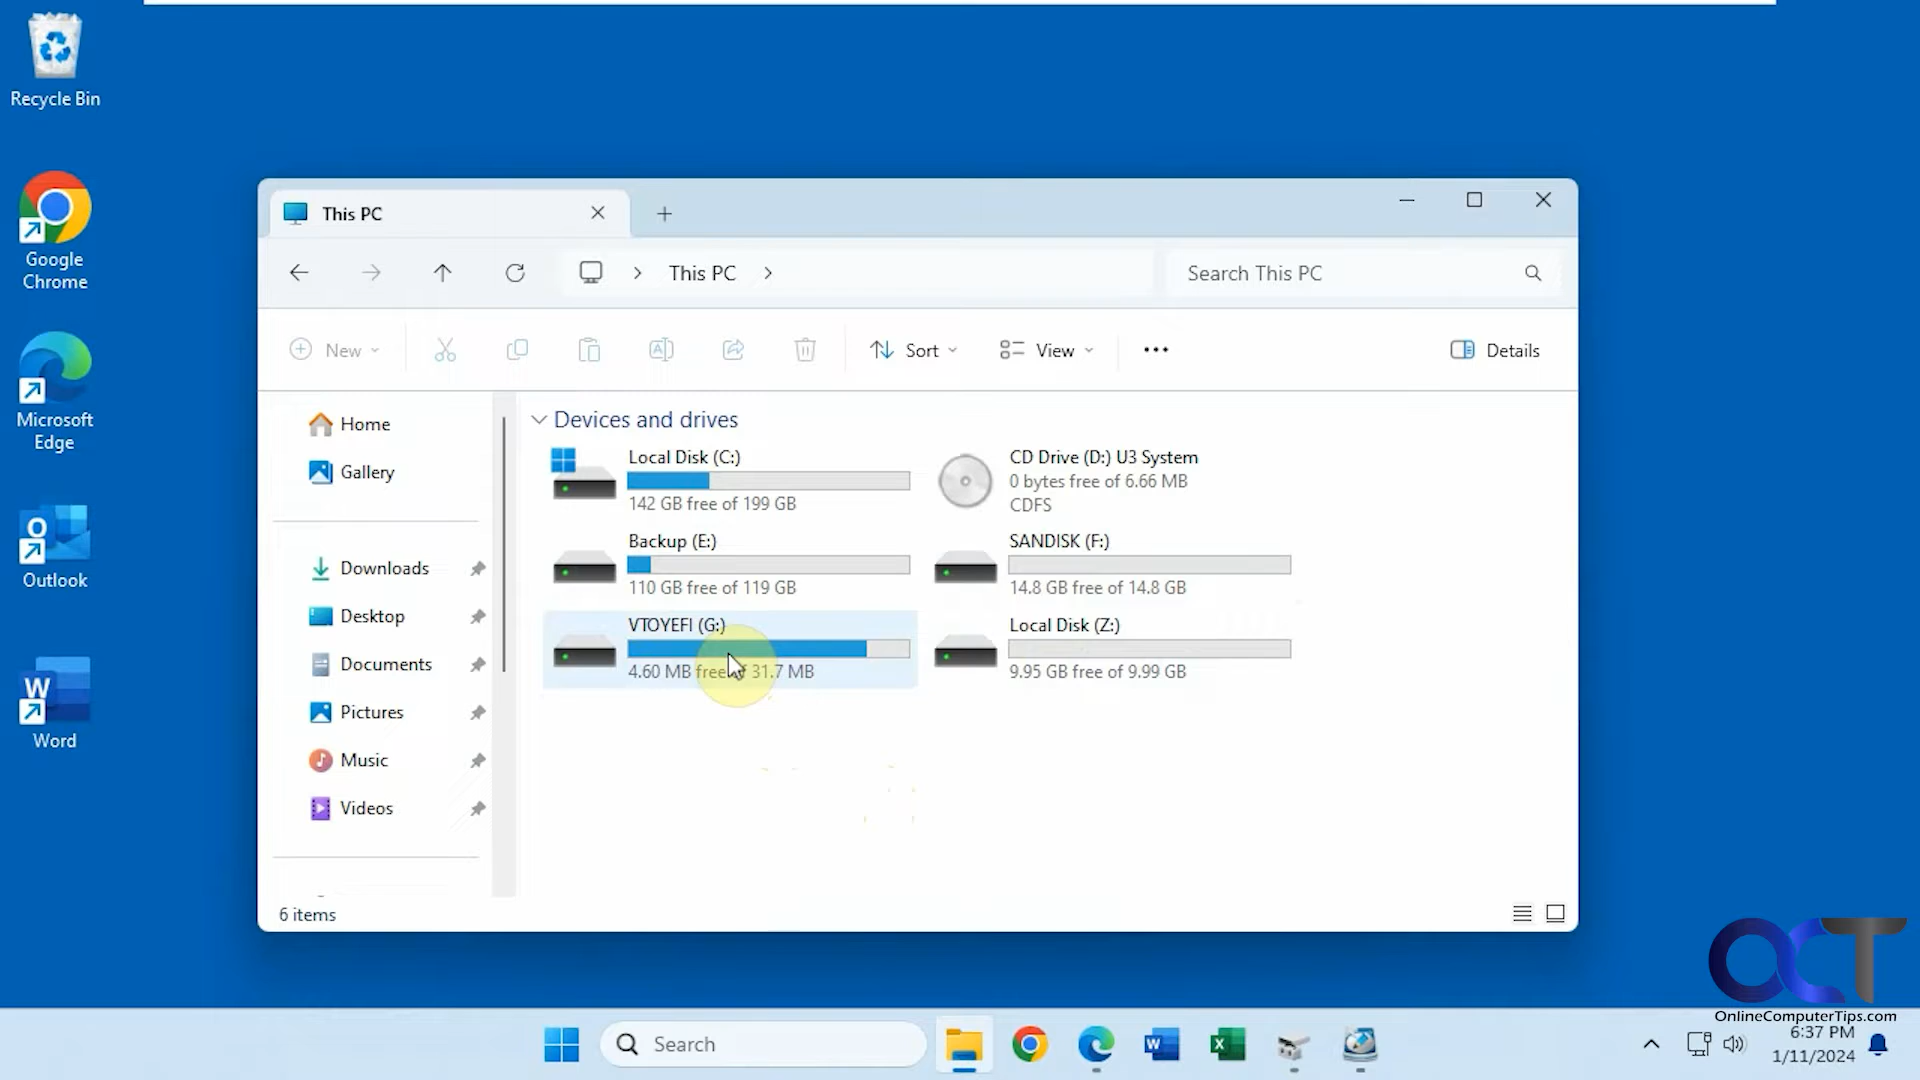 Recycle Bin
Google
Chrome
Microsoft
Edge
Outlook
Word
This PC
This PC
Search This PC
New
Sort
View
Details
Home
Gallery
Downloads
Desktop
Documents
Pictures
Music
Videos
Devices and drives
Local Disk (C:)
142 GB free of 199 GB
CD Drive (D:) U3 System
0 bytes free of 6.66 MB
CDFS
Backup (E:)
110 GB free of 119 GB
SANDISK (F:)
14.8 GB free of 14.8 GB
VTOYEFI (G:)
4.60 MB free of 31.7 MB
Local Disk (Z:)
9.95 GB free of 9.99 GB
6 items
OCT
OnlineComputerTips.com
Search
6:37 PM
1/11/2024